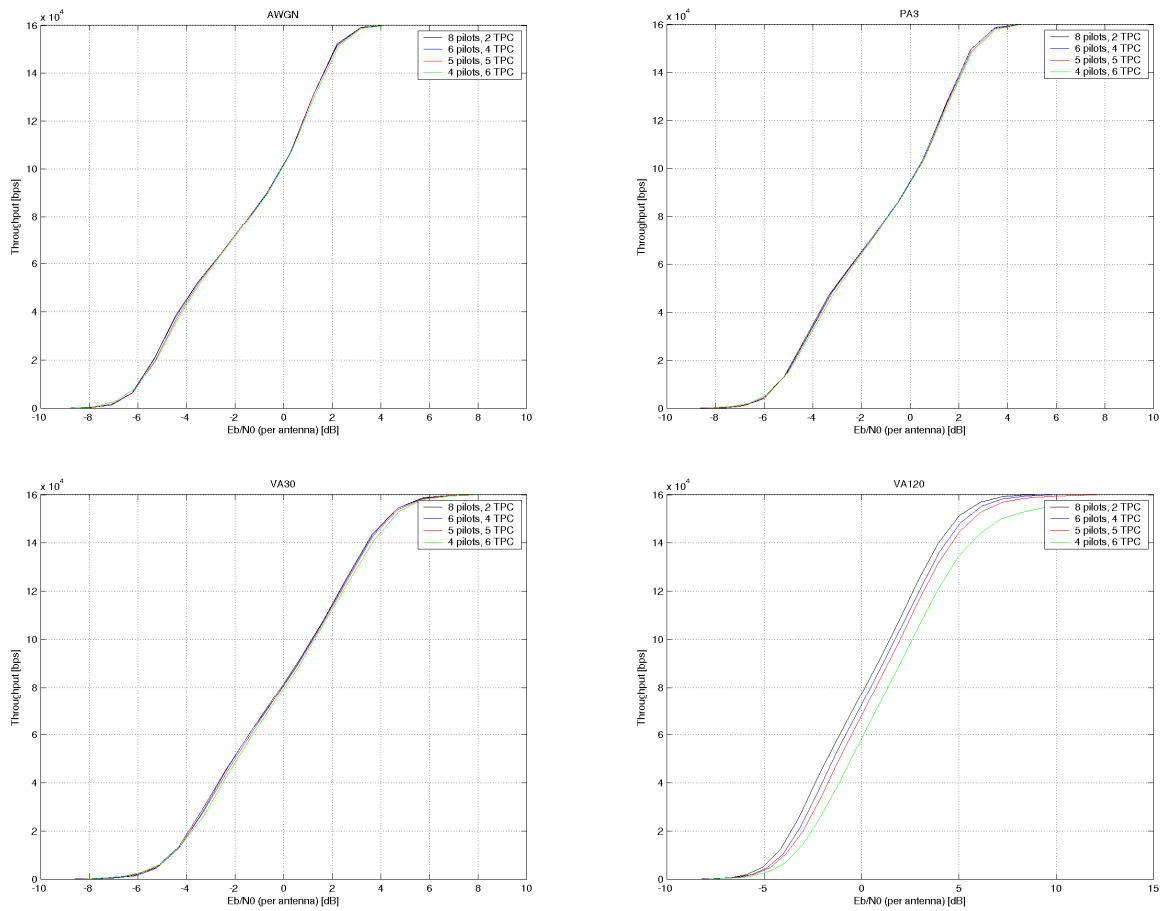 AWGN
x 10^4
8 pilots, 2 TPC
6 pilots, 4 TPC
5 pilots, 5 TPC
4 pilots, 6 TPC
Throughput [bps]
16
14
12
10
8
6
4
2
0
-10 -8 -6 -4 -2 0 2 4 6 8 10
Eb/N0 (per antenna) [dB]
PA3
x 10^4
8 pilots, 2 TPC
6 pilots, 4 TPC
5 pilots, 5 TPC
4 pilots, 6 TPC
Throughput [bps]
16
14
12
10
8
6
4
2
0
-10 -8 -6 -4 -2 0 2 4 6 8 10
Eb/N0 (per antenna) [dB]
VA30
x 10^4
8 pilots, 2 TPC
6 pilots, 4 TPC
5 pilots, 5 TPC
4 pilots, 6 TPC
Throughput [bps]
16
14
12
10
8
6
4
2
0
-10 -8 -6 -4 -2 0 2 4 6 8 10
Eb/N0 (per antenna) [dB]
VA120
x 10^4
8 pilots, 2 TPC
6 pilots, 4 TPC
5 pilots, 5 TPC
4 pilots, 6 TPC
Throughput [bps]
16
14
12
10
8
6
4
2
0
-10 -5 0 5 10 15
Eb/N0 (per antenna) [dB]